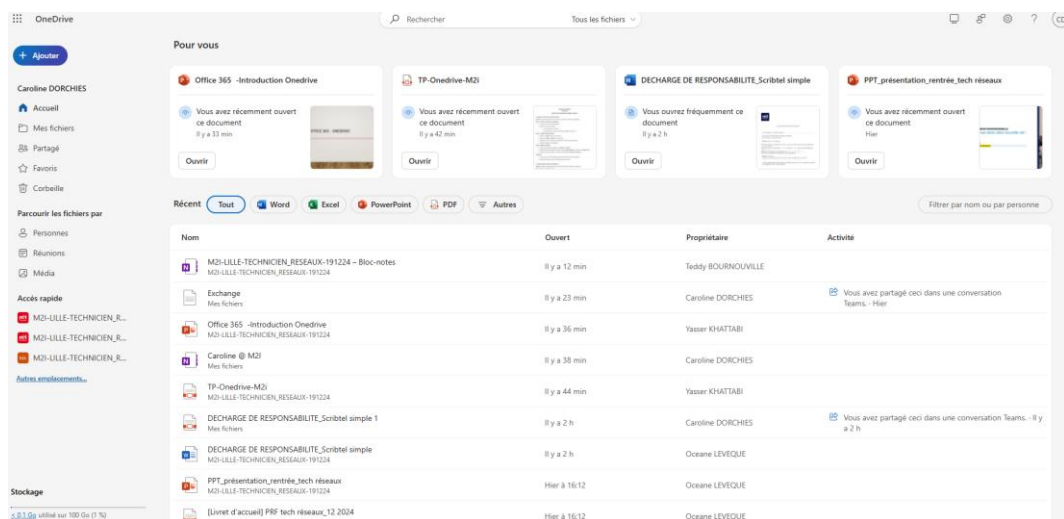 OneDrive
Rechercher
Tous les fichiers
?
CD
+ Ajouter
Caroline DORCHIES
Accueil
Mes fichiers
Partagé
Favoris
Corbeille
Parcourir les fichiers par
Personnes
Réunions
Média
Accès rapide
M2I-LILLE-TECHNICIEN_R...
M2I-LILLE-TECHNICIEN_R...
M2I-LILLE-TECHNICIEN_R...
Autres emplacements...
Stockage
< 0.1 Go utilisé sur 100 Go (1 %)
Pour vous
Office 365 -Introduction Onedrive
Vous avez récemment ouvert
ce document
Il y a 33 min
Ouvrir
TP-Onedrive-M2i
Vous avez récemment ouvert
ce document
Il y a 42 min
Ouvrir
DECHARGE DE RESPONSABILITE_Scribtel simple
Vous ouvrez fréquemment ce
document
Il y a 2 h
Ouvrir
PPT_présentation_rentrée_tech réseaux
Vous avez récemment ouvert
ce document
Hier
Ouvrir
Récent Tout Word Excel PowerPoint PDF Autres Filtrer par nom ou par personne
Nom Ouvert Propriétaire Activité
M2I-LILLE-TECHNICIEN_RESEAUX-191224 – Bloc-notes
M2I-LILLE-TECHNICIEN_RESEAUX-191224
Il y a 12 min
Teddy BOURNOUVILLE
Exchange
Mes fichiers
Il y a 23 min
Caroline DORCHIES
Vous avez partagé ceci dans une conversation
Teams. - Hier
Office 365 -Introduction Onedrive
M2I-LILLE-TECHNICIEN_RESEAUX-191224
Il y a 36 min
Yasser KHATTABI
Caroline @ M2I
Mes fichiers
Il y a 38 min
Caroline DORCHIES
TP-Onedrive-M2i
M2I-LILLE-TECHNICIEN_RESEAUX-191224
Il y a 44 min
Yasser KHATTABI
DECHARGE DE RESPONSABILITE_Scribtel simple 1
Mes fichiers
Il y a 2 h
Caroline DORCHIES
Vous avez partagé ceci dans une conversation Teams. - Il y
a 2 h
DECHARGE DE RESPONSABILITE_Scribtel simple
M2I-LILLE-TECHNICIEN_RESEAUX-191224
Il y a 2 h
Oceane LEVEQUE
PPT_présentation_rentrée_tech réseaux
M2I-LILLE-TECHNICIEN_RESEAUX-191224
Hier à 16:12
Oceane LEVEQUE
[Livret d'accueil] PRF tech réseaux_12 2024
Hier à 16:12
Oceane LEVEQUE